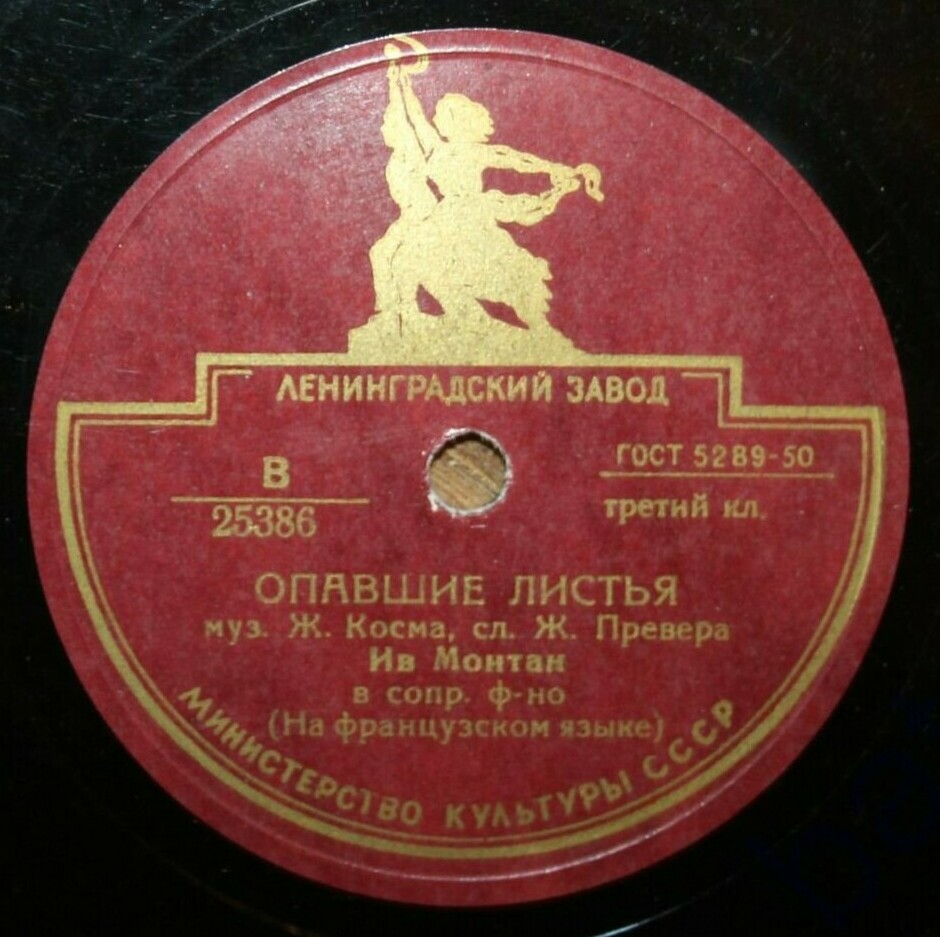 ЛЕНИНГРАДСКИЙ ЗАВОД
В
25386
ГОСТ 5289-50
третий кл.
ОПАВШИЕ ЛИСТЬЯ
муз. Ж. Косма, сл. Ж. Превера
Ив Монтан
в сопр. ф-но
(На французском языке)
МИНИСТЕРСТВО КУЛЬТУРЫ СССР